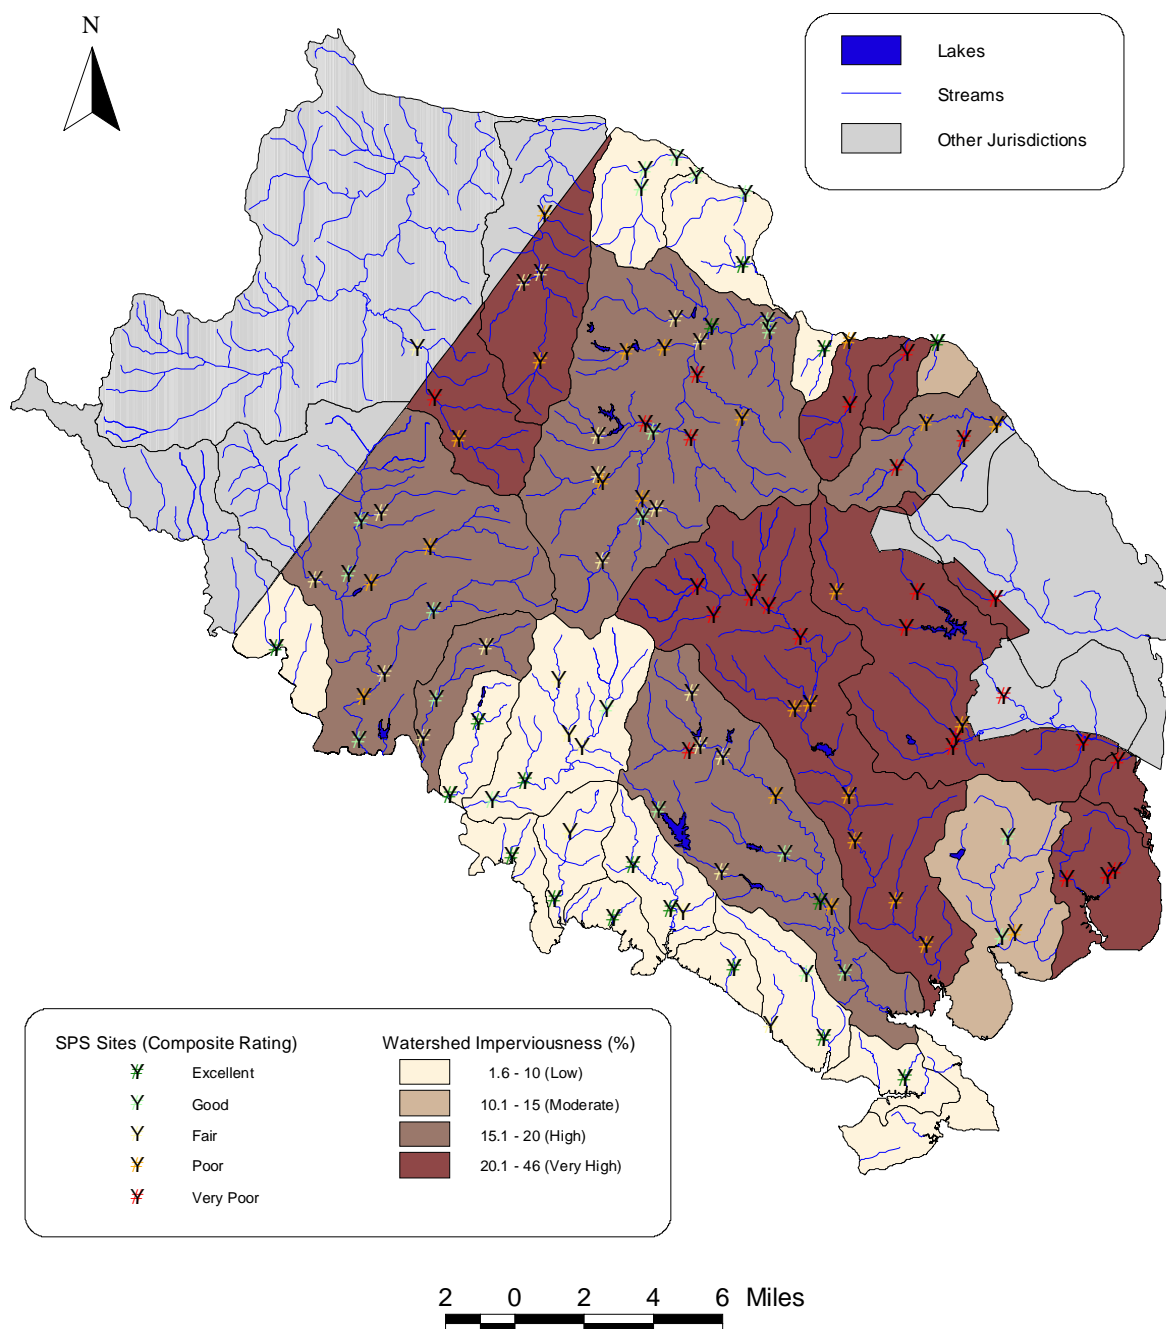 N
Lakes
Streams
Other Jurisdictions
SPS Sites (Composite Rating)
Excellent
Good
Fair
Poor
Very Poor
Watershed Imperviousness (%)
1.6 - 10 (Low)
10.1 - 15 (Moderate)
15.1 - 20 (High)
20.1 - 46 (Very High)
2 0 2 4 6 Miles